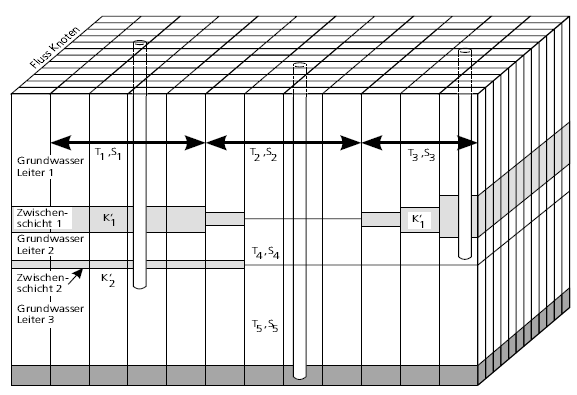 Fluss Knoten
T1,S1
T2,S2
T3,S3
Grundwasser
Leiter 1
Zwischen-
schicht 1
K'1
K'1
Grundwasser
Leiter 2
T4,S4
Zwischen-
schicht 2
K'2
Grundwasser
Leiter 3
T5,S5